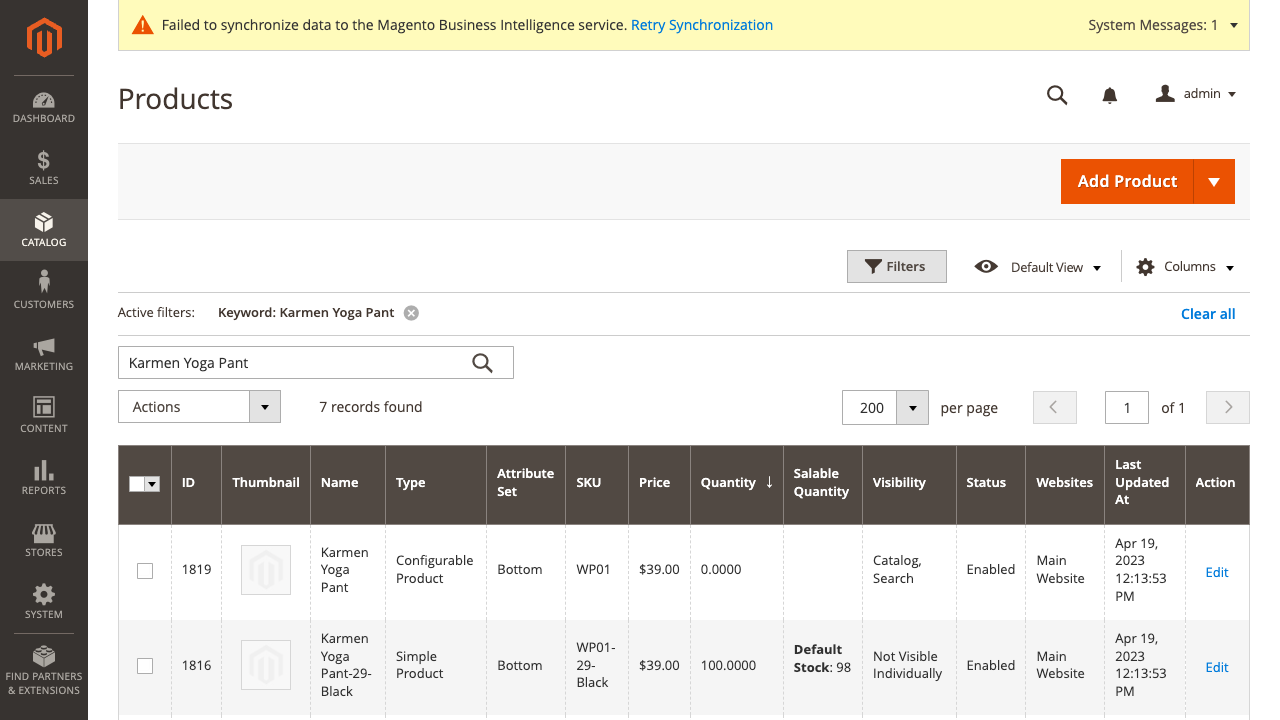 Failed to synchronize data to the Magento Business Intelligence service. Retry Synchronization
System Messages: 1
Products
admin
DASHBOARD
SALES
CATALOG
CUSTOMERS
MARKETING
CONTENT
REPORTS
STORES
SYSTEM
FIND PARTNERS
& EXTENSIONS
Add Product
Filters
Default View
Columns
Active filters:
Keyword: Karmen Yoga Pant
Clear all
Karmen Yoga Pant
Actions
7 records found
200
per page
1
of 1
ID
Thumbnail
Name
Type
Attribute
Set
SKU
Price
Quantity ↓
Salable
Quantity
Visibility
Status
Websites
Last
Updated
At
Action
1819
Karmen
Yoga
Pant
Configurable
Product
Bottom
WP01
$39.00
0.0000
Catalog,
Search
Enabled
Main
Website
Apr 19,
2023
12:13:53
PM
Edit
1816
Karmen
Yoga
Pant-29-
Black
Simple
Product
Bottom
WP01-
29-
Black
$39.00
100.0000
Default
Stock: 98
Not Visible
Individually
Enabled
Main
Website
Apr 19,
2023
12:13:53
PM
Edit